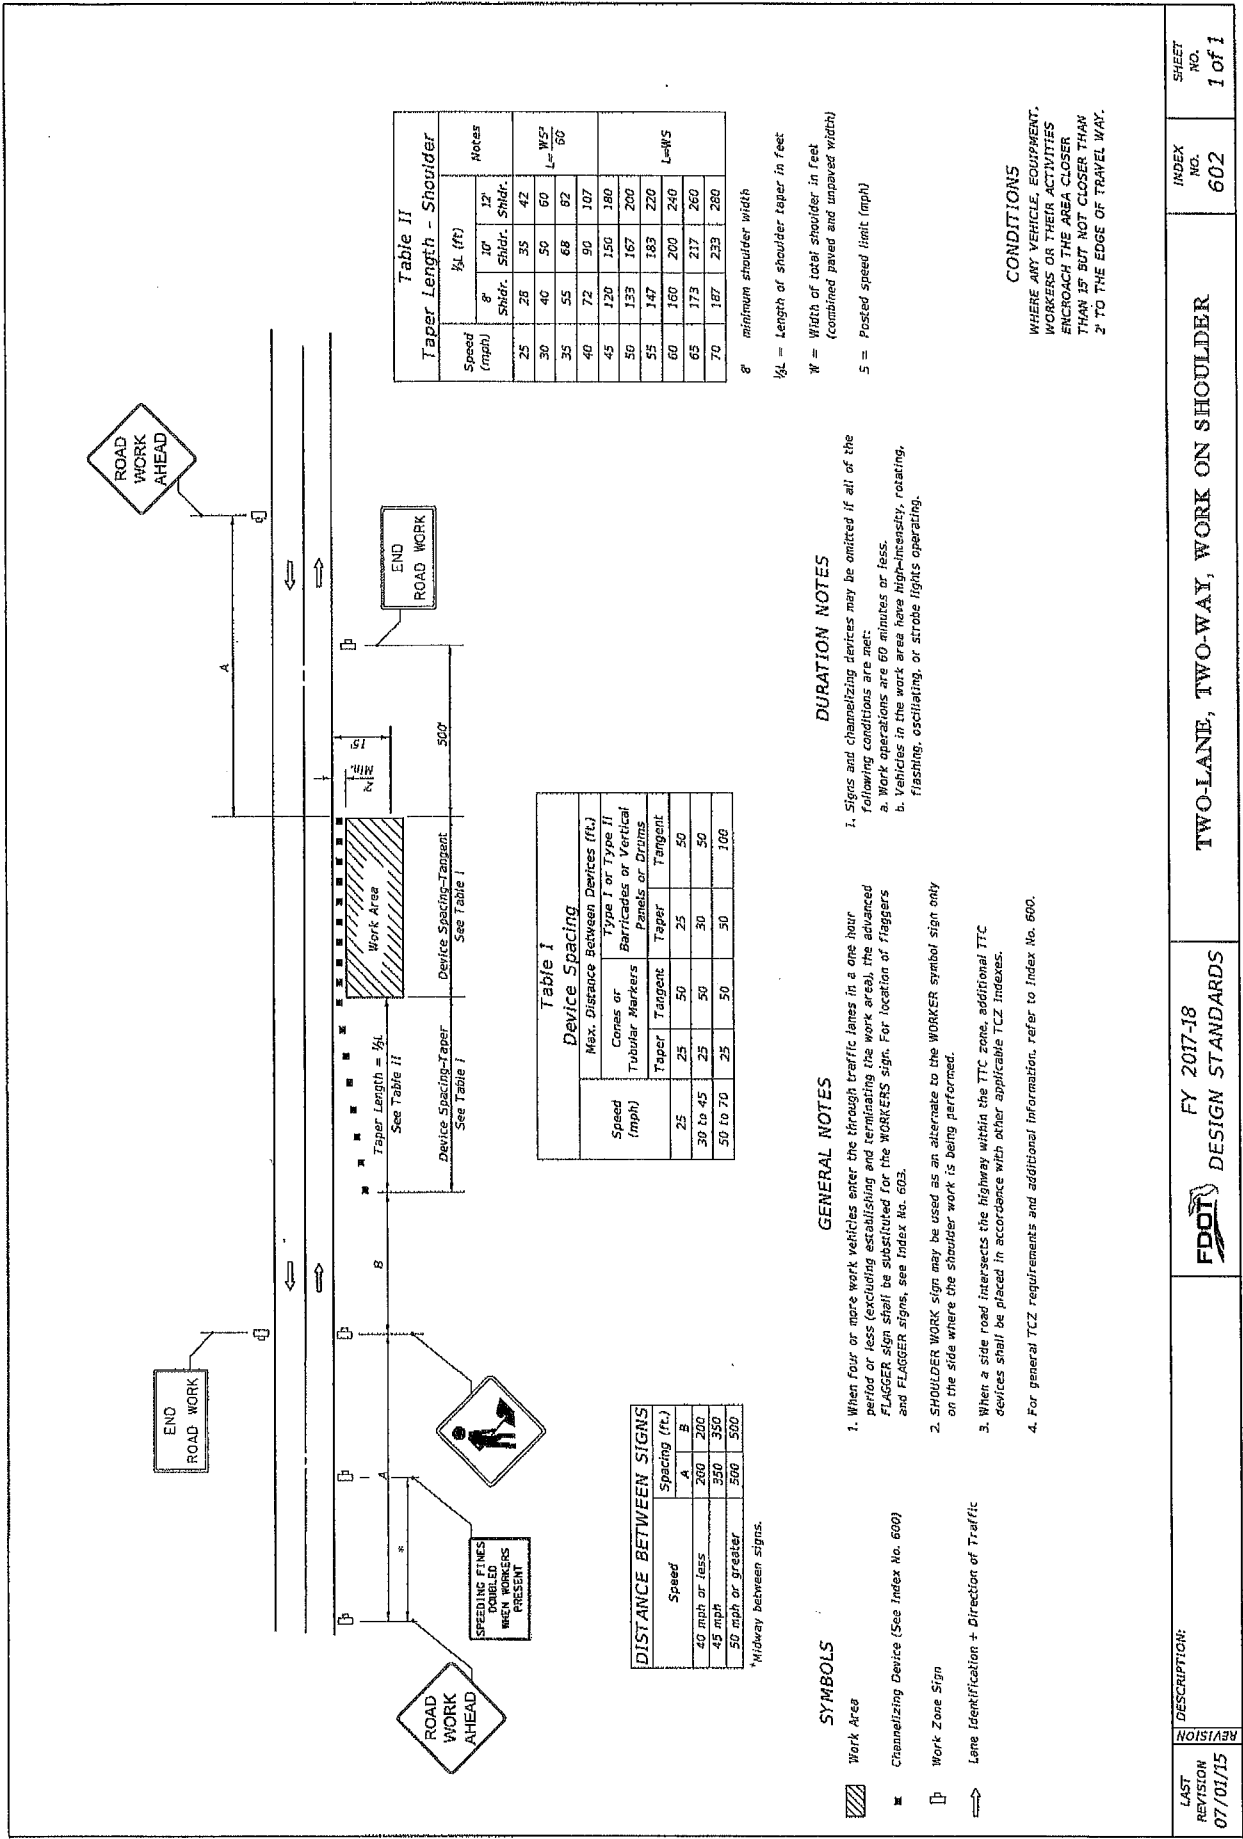 ROAD
WORK
AHEAD
END
ROAD WORK
A
END
ROAD WORK
SPEEDING FINES
DOUBLED
WHEN WORKERS
PRESENT
ROAD
WORK
AHEAD
*
A
B
Taper Length = ⅓L
See Table II
Device Spacing-Taper
See Table I
Work Area
Device Spacing-Tangent
See Table I
2' Min.
15'
500'
DISTANCE BETWEEN SIGNS
Speed Spacing (ft.)
A B
40 mph or less 200 200
45 mph 350 350
50 mph or greater 500 500
*Midway between signs.
Table I
Device Spacing
Speed (mph) Max. Distance Between Devices (ft.)
Cones or Tubular Markers Type I or Type II Barricades or Vertical Panels or Drums
Taper Tangent Taper Tangent
25 25 50 25 50
30 to 45 25 50 30 50
50 to 70 25 50 50 100
Table II
Taper Length - Shoulder
Speed (mph) ⅓L (ft) Notes
8' Shldr. 10' Shldr. 12' Shldr.
25 28 35 42
30 40 50 60
35 55 68 82
40 72 90 107
L= WS²/60
45 120 150 180
50 133 167 200
55 147 183 220
60 160 200 240
65 173 217 260
70 187 233 280
L=WS
8' minimum shoulder width
⅓L = Length of shoulder taper in feet
W = Width of total shoulder in feet
(combined paved and unpaved width)
S = Posted speed limit (mph)
SYMBOLS
Work Area
Channelizing Device (See Index No. 600)
Work Zone Sign
Lane Identification + Direction of Traffic
GENERAL NOTES
1. When four or more work vehicles enter the through traffic lanes in a one hour
period or less (excluding establishing and terminating the work area), the advanced
FLAGGER sign shall be substituted for the WORKERS sign. For location of flaggers
and FLAGGER signs, see Index No. 603.
2. SHOULDER WORK sign may be used as an alternate to the WORKER symbol sign only
on the side where the shoulder work is being performed.
3. When a side road intersects the highway within the TTC zone, additional TTC
devices shall be placed in accordance with other applicable TCZ Indexes.
4. For general TCZ requirements and additional information, refer to Index No. 600.
DURATION NOTES
1. Signs and channelizing devices may be omitted if all of the
following conditions are met:
a. Work operations are 60 minutes or less.
b. Vehicles in the work area have high-intensity, rotating,
flashing, oscillating, or strobe lights operating.
CONDITIONS
WHERE ANY VEHICLE, EQUIPMENT,
WORKERS OR THEIR ACTIVITIES
ENCROACH THE AREA CLOSER
THAN 15' BUT NOT CLOSER THAN
2' TO THE EDGE OF TRAVEL WAY.
LAST
REVISION
07/01/15
REVISION
DESCRIPTION:
FDOT
FY 2017-18
DESIGN STANDARDS
TWO-LANE, TWO-WAY, WORK ON SHOULDER
INDEX
NO.
602
SHEET
NO.
1 of 1